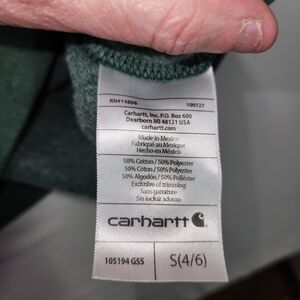 RN#14806 100127
Carhartt, Inc. P.O. Box 600
Dearborn MI 48121 USA
carhartt.com
Made in Mexico
Fabriqué au Mexique
Hecho en México
50% Cotton / 50% Polyester
50% Coton / 50% Polyester
50% Algodón / 50% Poliéster
Exclusive of trimming
Sans garniture
Sin incluir adorno
carhartt
105194 G55 S(4/6)